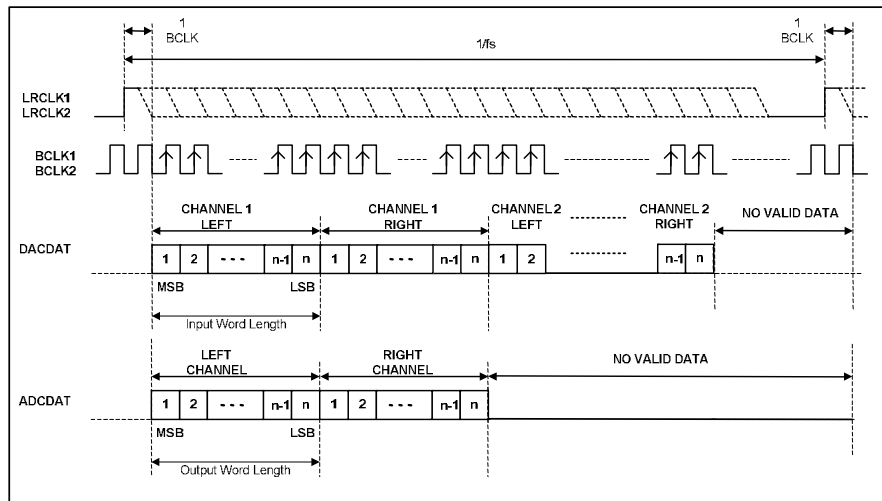 1
BCLK
1/fs
1
BCLK
LRCLK1
LRCLK2
BCLK1
BCLK2
CHANNEL 1
LEFT
CHANNEL 1
RIGHT
CHANNEL 2
LEFT
CHANNEL 2
RIGHT
NO VALID DATA
DACDAT
1 2 - - - n-1 n 1 2 - - - n-1 n 1 2 n-1 n
MSB LSB
Input Word Length
LEFT
CHANNEL
RIGHT
CHANNEL
NO VALID DATA
ADCDAT
1 2 - - - n-1 n 1 2 - - - n-1 n
MSB LSB
Output Word Length